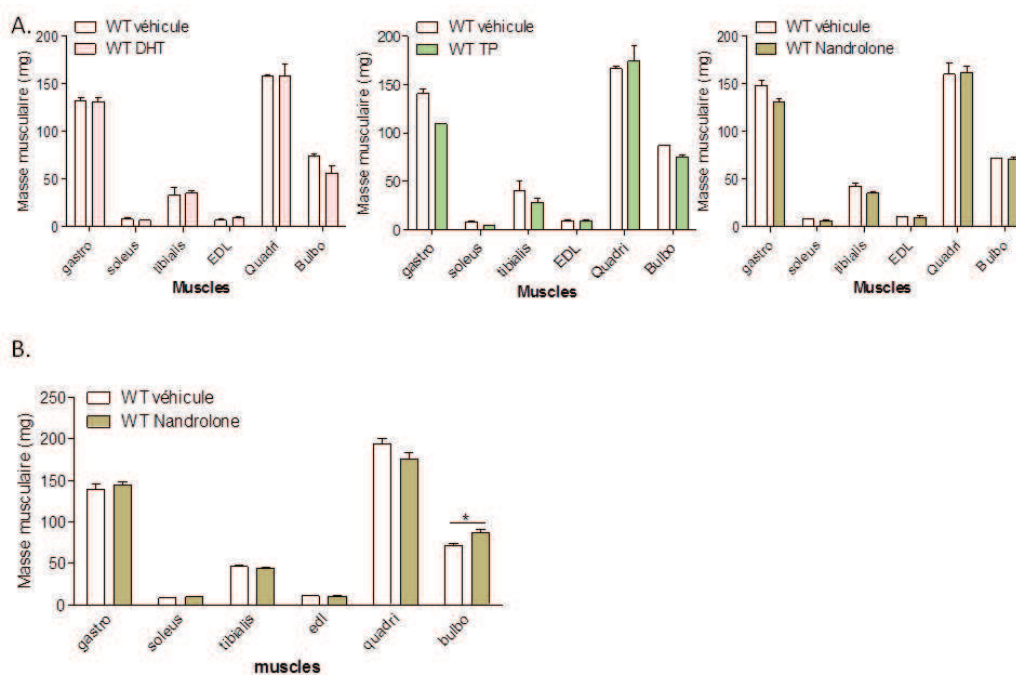 A.
WT véhicule
WT DHT
Masse musculaire (mg)
200
150
100
50
0
gastro
soleus
tibialis
EDL
Quadri
Bulbo
Muscles
WT véhicule
WT TP
Masse musculaire (mg)
200
150
100
50
0
gastro
soleus
tibialis
EDL
Quadri
Bulbo
Muscles
WT véhicule
WT Nandrolone
Masse musculaire (mg)
200
150
100
50
0
gastro
soleus
tibialis
EDL
Quadri
Bulbo
Muscles
B.
WT véhicule
WT Nandrolone
Masse musculaire (mg)
250
200
150
100
50
0
*
gastro
soleus
tibialis
edl
quadri
bulbo
muscles